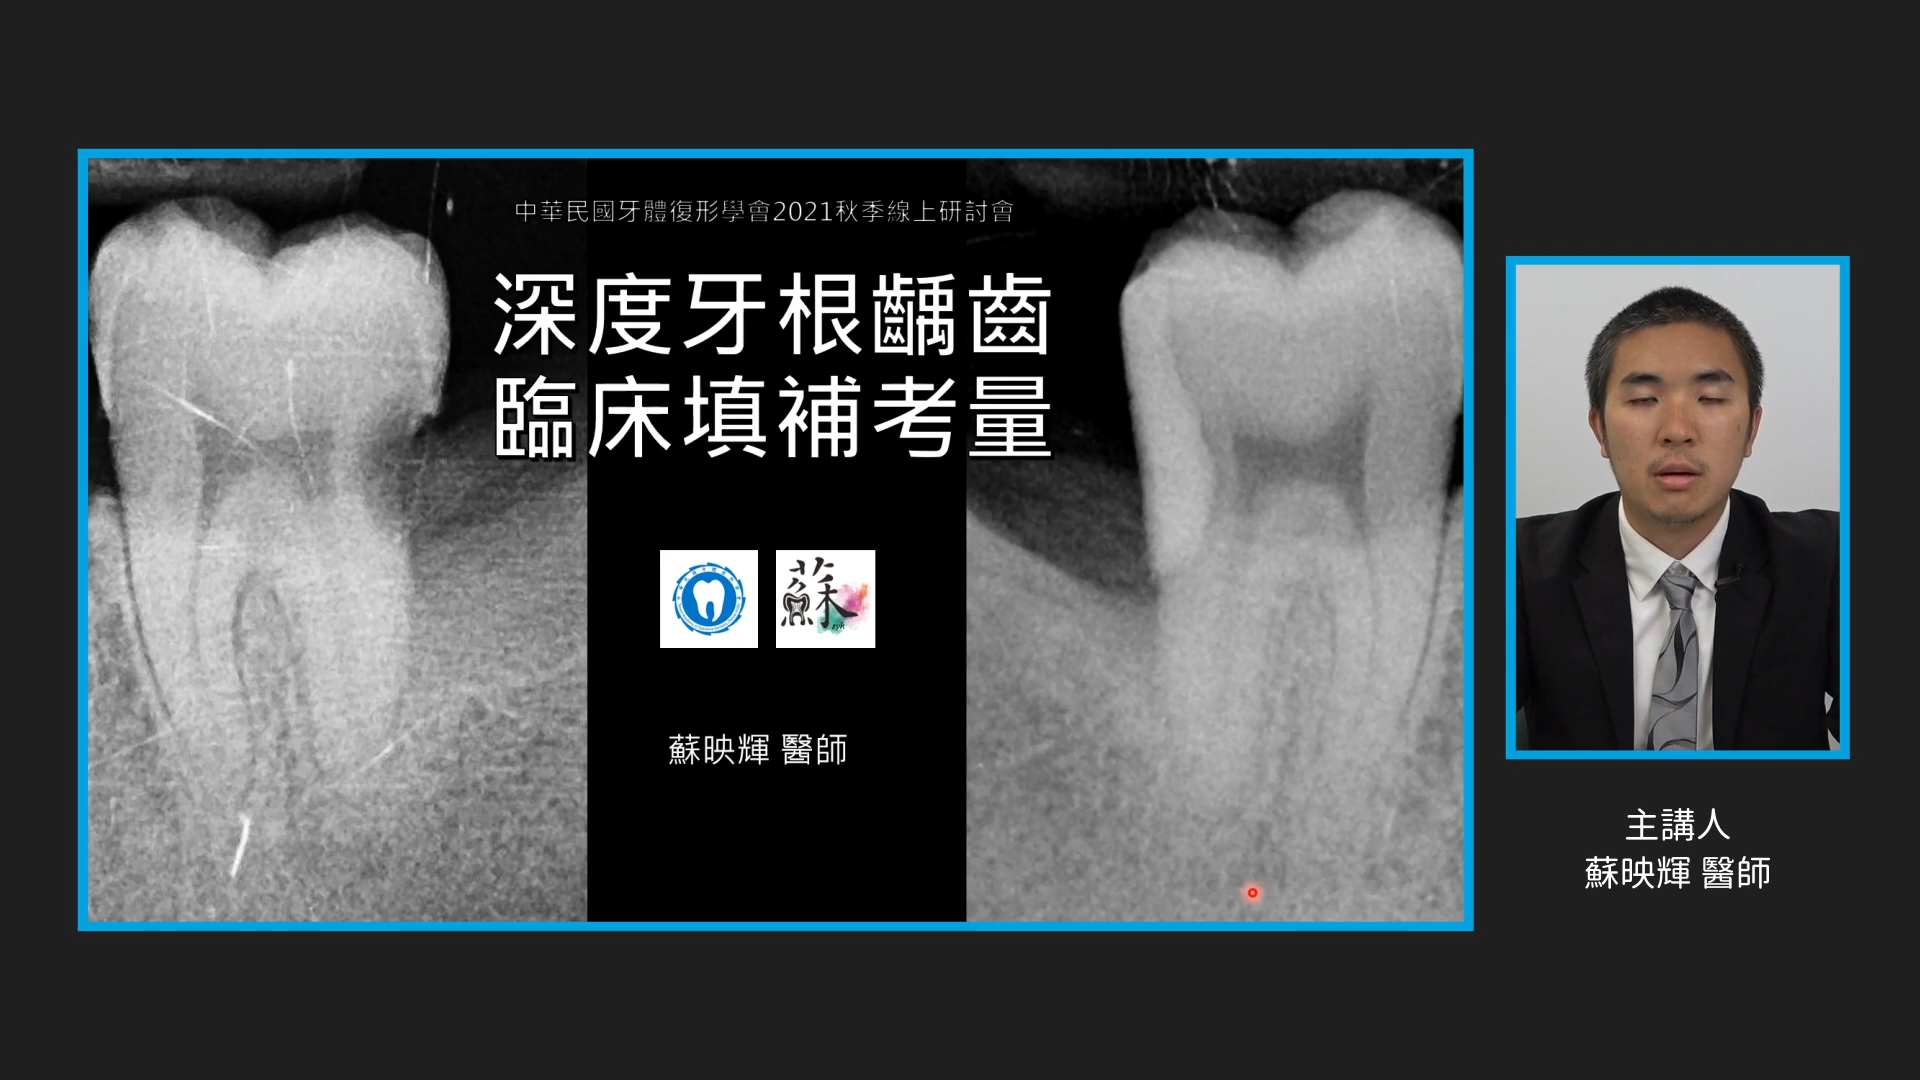 中華民國牙體復形學會2021秋季線上研討會
深度牙根齲齒
臨床填補考量
蘇
syh
蘇映輝 醫師
主講人
蘇映輝 醫師